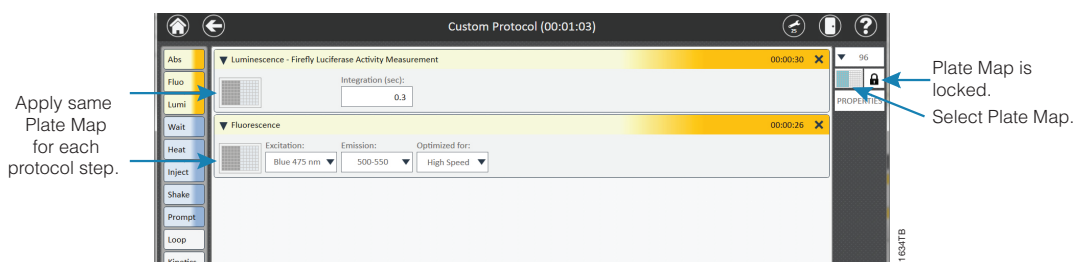 Custom Protocol (00:01:03)
25
?
Abs
Fluo
Lumi
Wait
Heat
Inject
Shake
Prompt
Loop
Kinetics
Luminescence - Firefly Luciferase Activity Measurement
00:00:30 X
Integration (sec):
0.3
Fluorescence
00:00:26 X
Excitation:
Emission:
Optimized for:
Blue 475 nm
500-550
High Speed
96
PROPERTIES
Apply same
Plate Map
for each
protocol step.
Plate Map is
locked.
Select Plate Map.
1634TB